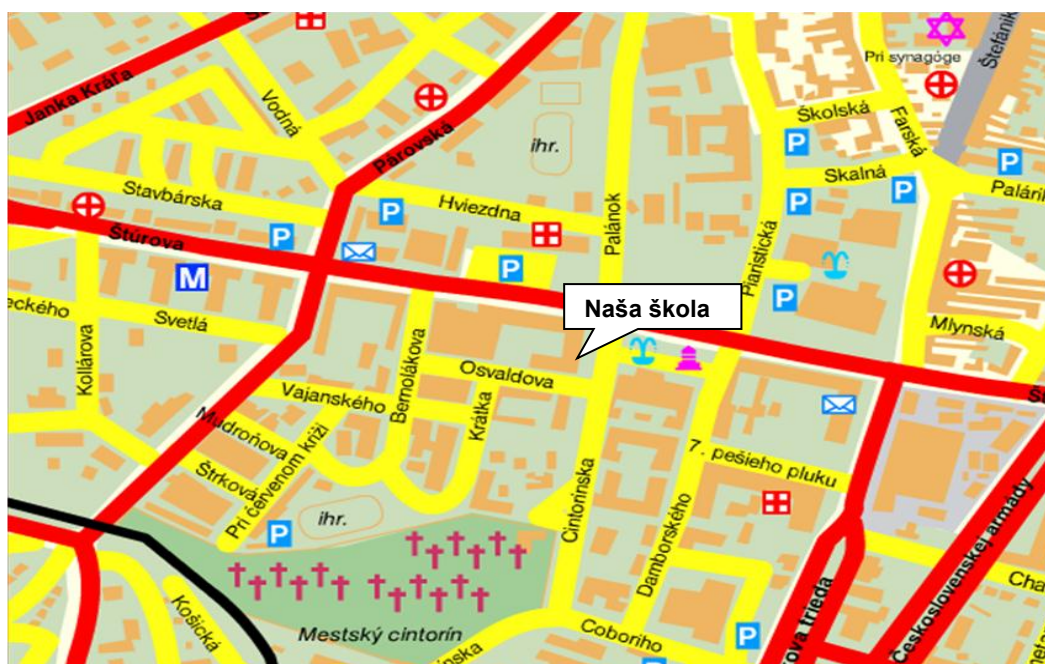 Janka Kráľa
Vodná
Párovská
ihr.
Školská
Pri synagóge
Štefánik
Farská
Skalná
Palárik
Stavbárska
Hviezdna
Palánok
Piaristická
P
P
P
P
P
P
P
P
Štúrova
M
Svetlá
eckého
Kollárova
Naša škola
Mlynská
Osvaldova
Bernolákova
Vajanského
Krátka
Mudroňova
Štrková
Pri červenom kríži
Cintorínska
Damborského
7. pešieho pluku
ihr.
P
Mestský cintorín
Košická
ínska
Coboriho
P
P
ova trieda
Československej armády
Cha